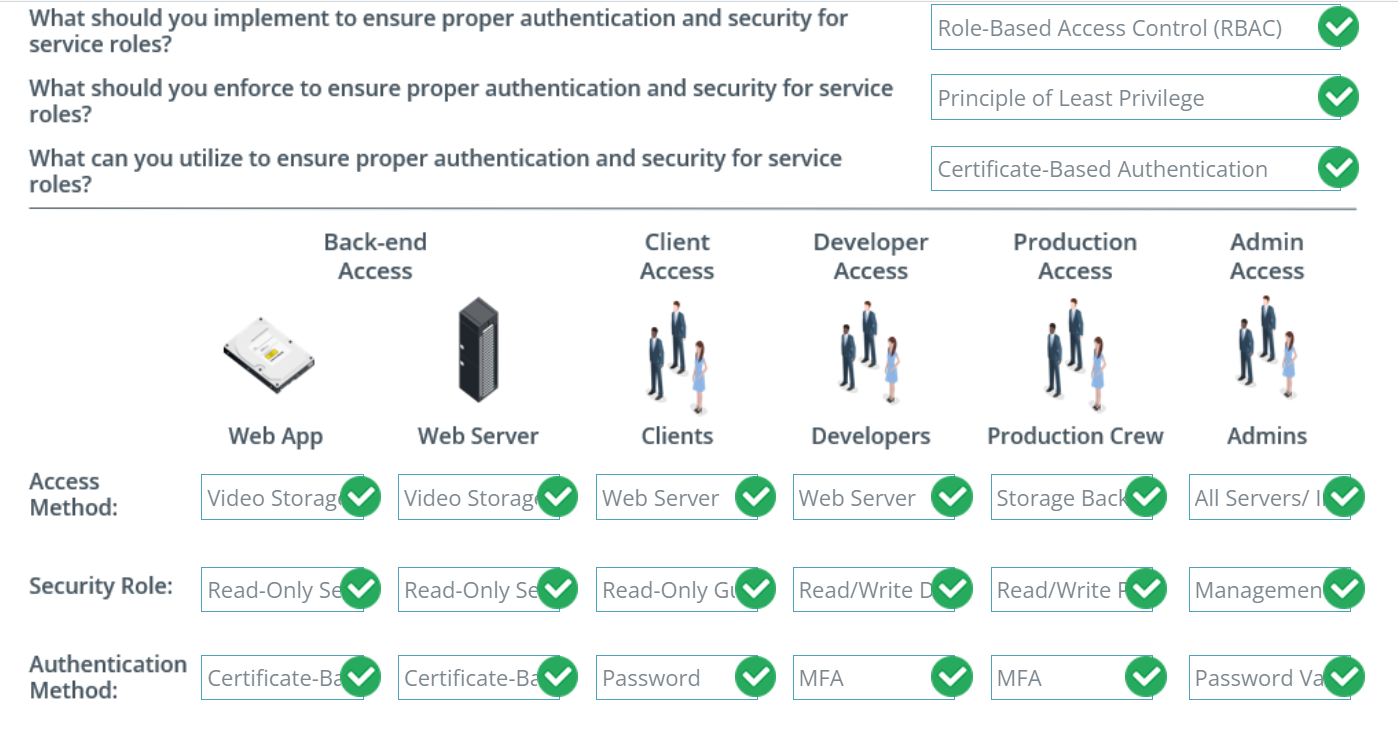 What should you implement to ensure proper authentication and security for
service roles?
Role-Based Access Control (RBAC)
What should you enforce to ensure proper authentication and security for service
roles?
Principle of Least Privilege
What can you utilize to ensure proper authentication and security for service
roles?
Certificate-Based Authentication
Back-end
Access
Client
Access
Developer
Access
Production
Access
Admin
Access
Web App
Web Server
Clients
Developers
Production Crew
Admins
Access
Method:
Video Storag
Video Storag
Web Server
Web Server
Storage Back
All Servers/
Security Role:
Read-Only Se
Read-Only Se
Read-Only Gu
Read/Write D
Read/Write
Managemen
Authentication
Method:
Certificate-Ba
Certificate-Ba
Password
MFA
MFA
Password Va